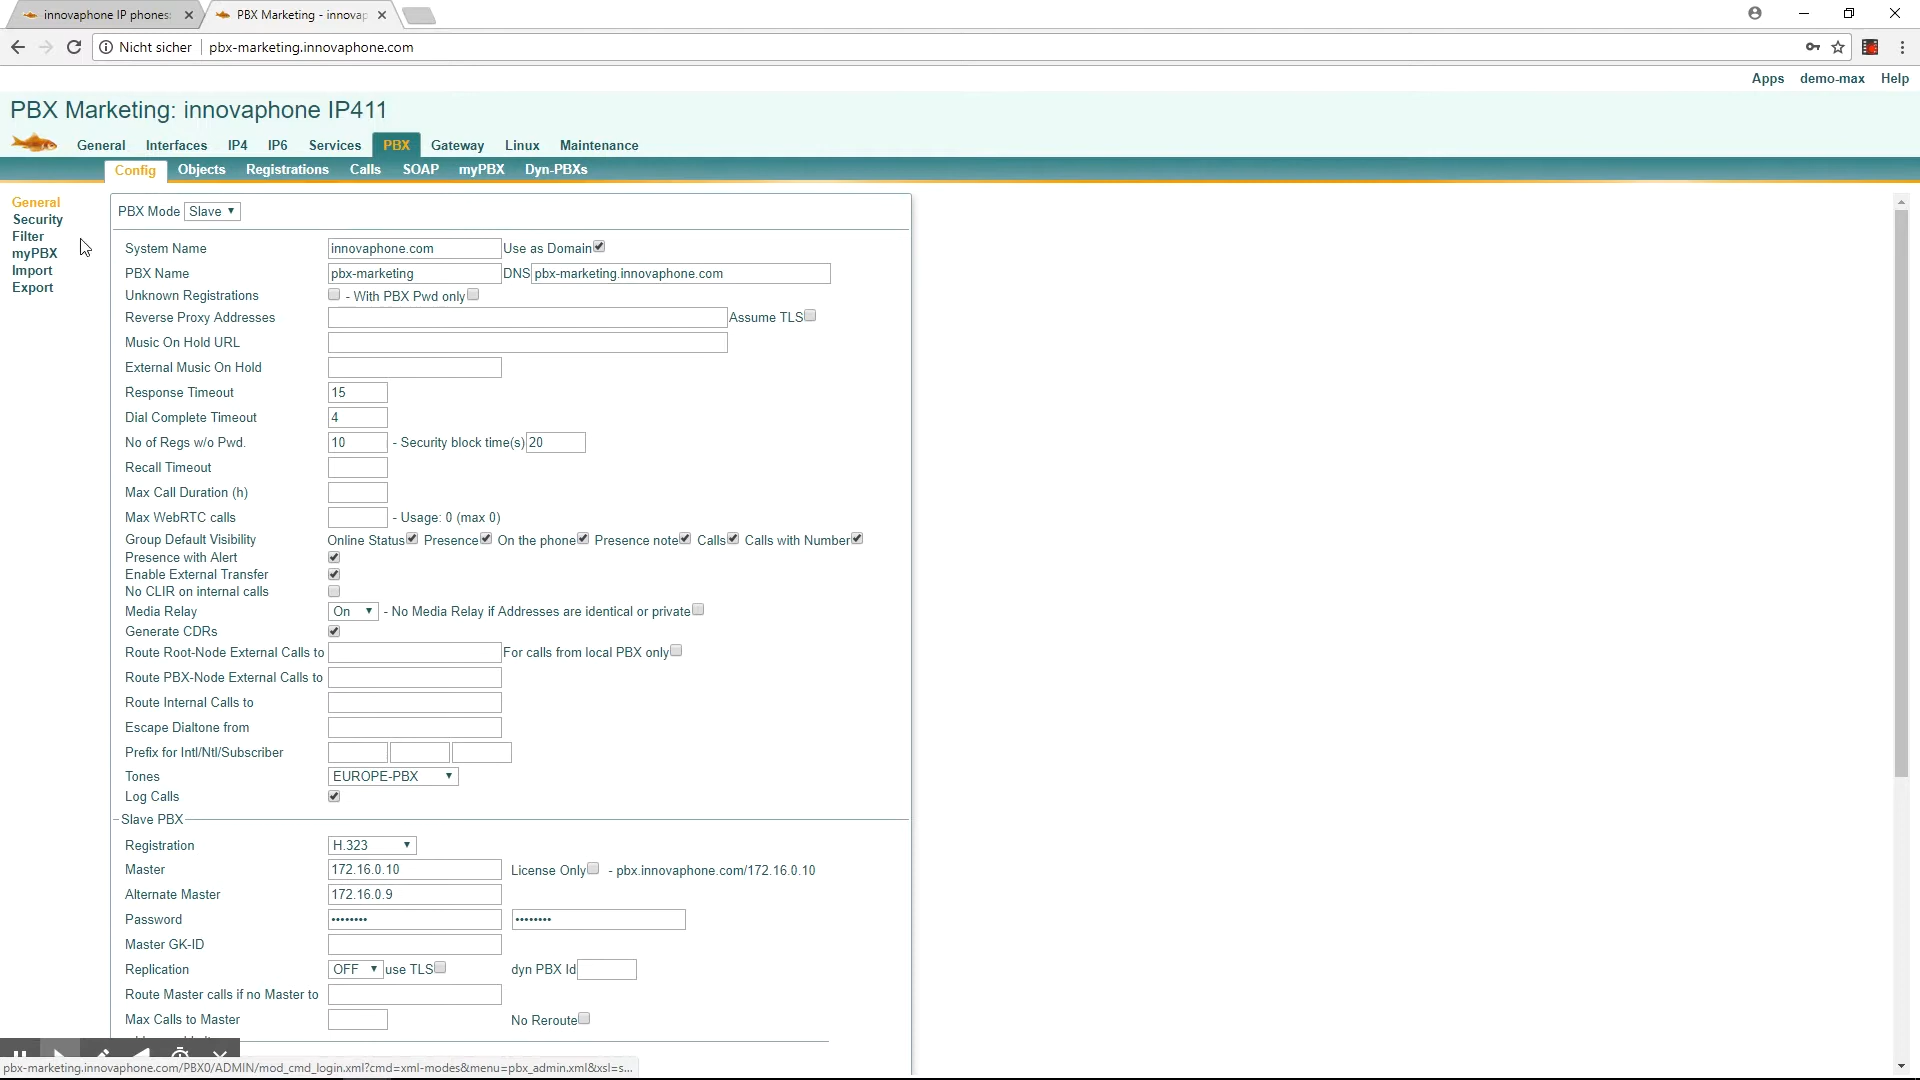 innovaphone IP phones:
PBX Marketing - innovap
Nicht sicher pbx-marketing.innovaphone.com
Apps demo-max Help
PBX Marketing: innovaphone IP411
General Interfaces IP4 IP6 Services PBX Gateway Linux Maintenance
Config Objects Registrations Calls SOAP myPBX Dyn-PBXs
General
Security
Filter
myPBX
Import
Export
PBX Mode Slave
System Name innovaphone.com Use as Domain
PBX Name pbx-marketing DNS pbx-marketing.innovaphone.com
Unknown Registrations - With PBX Pwd only
Reverse Proxy Addresses Assume TLS
Music On Hold URL
External Music On Hold
Response Timeout 15
Dial Complete Timeout 4
No of Regs w/o Pwd. 10 - Security block time(s) 20
Recall Timeout
Max Call Duration (h)
Max WebRTC calls - Usage: 0 (max 0)
Group Default Visibility Online Status Presence On the phone Presence note Calls Calls with Number
Presence with Alert
Enable External Transfer
No CLIR on internal calls
Media Relay On - No Media Relay if Addresses are identical or private
Generate CDRs
Route Root-Node External Calls to For calls from local PBX only
Route PBX-Node External Calls to
Route Internal Calls to
Escape Dialtone from
Prefix for Intl/Ntl/Subscriber
Tones EUROPE-PBX
Log Calls
Slave PBX
Registration H.323
Master 172.16.0.10 License Only - pbx.innovaphone.com/172.16.0.10
Alternate Master 172.16.0.9
Password •••••••• ••••••••
Master GK-ID
Replication OFF use TLS dyn PBX Id
Route Master calls if no Master to
Max Calls to Master No Reroute
pbx-marketing.innovaphone.com/PBX0/ADMIN/mod_cmd_login.xml?cmd=xml-modes&menu=pbx_admin.xml&xsl=s...